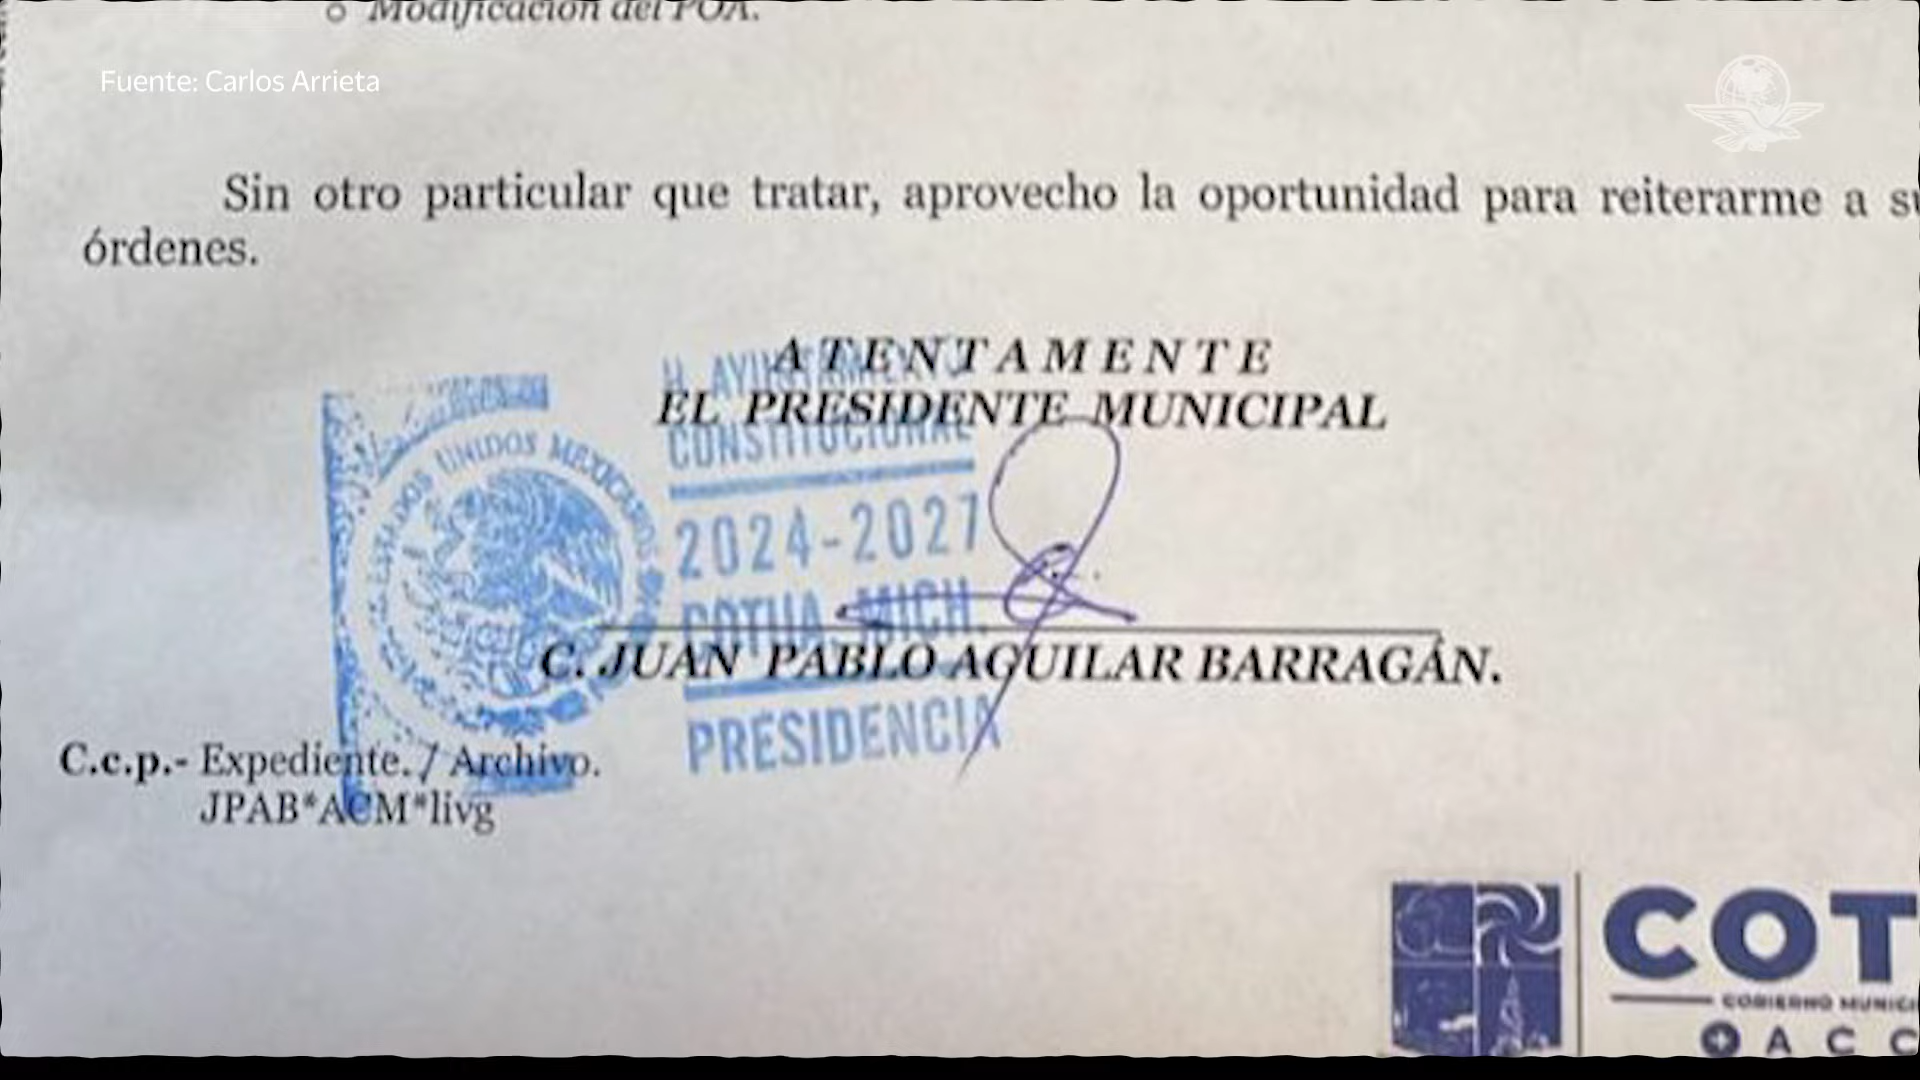 o Modificación del POA.
Fuente: Carlos Arrieta
Sin otro particular que tratar, aprovecho la oportunidad para reiterarme a su
órdenes.
ATENTAMENTE
EL PRESIDENTE MUNICIPAL
H. AYUNTAMIENTO
CONSTITUCIONAL
2024-2027
COTIJA, MICH.
PRESIDENCIA
ESTADOS UNIDOS MEXICANOS
C. JUAN PABLO AGUILAR BARRAGÁN.
C.c.p.- Expediente. / Archivo.
JPAB*ACM*livg
COT
GOBIERNO MUNICI
ACC